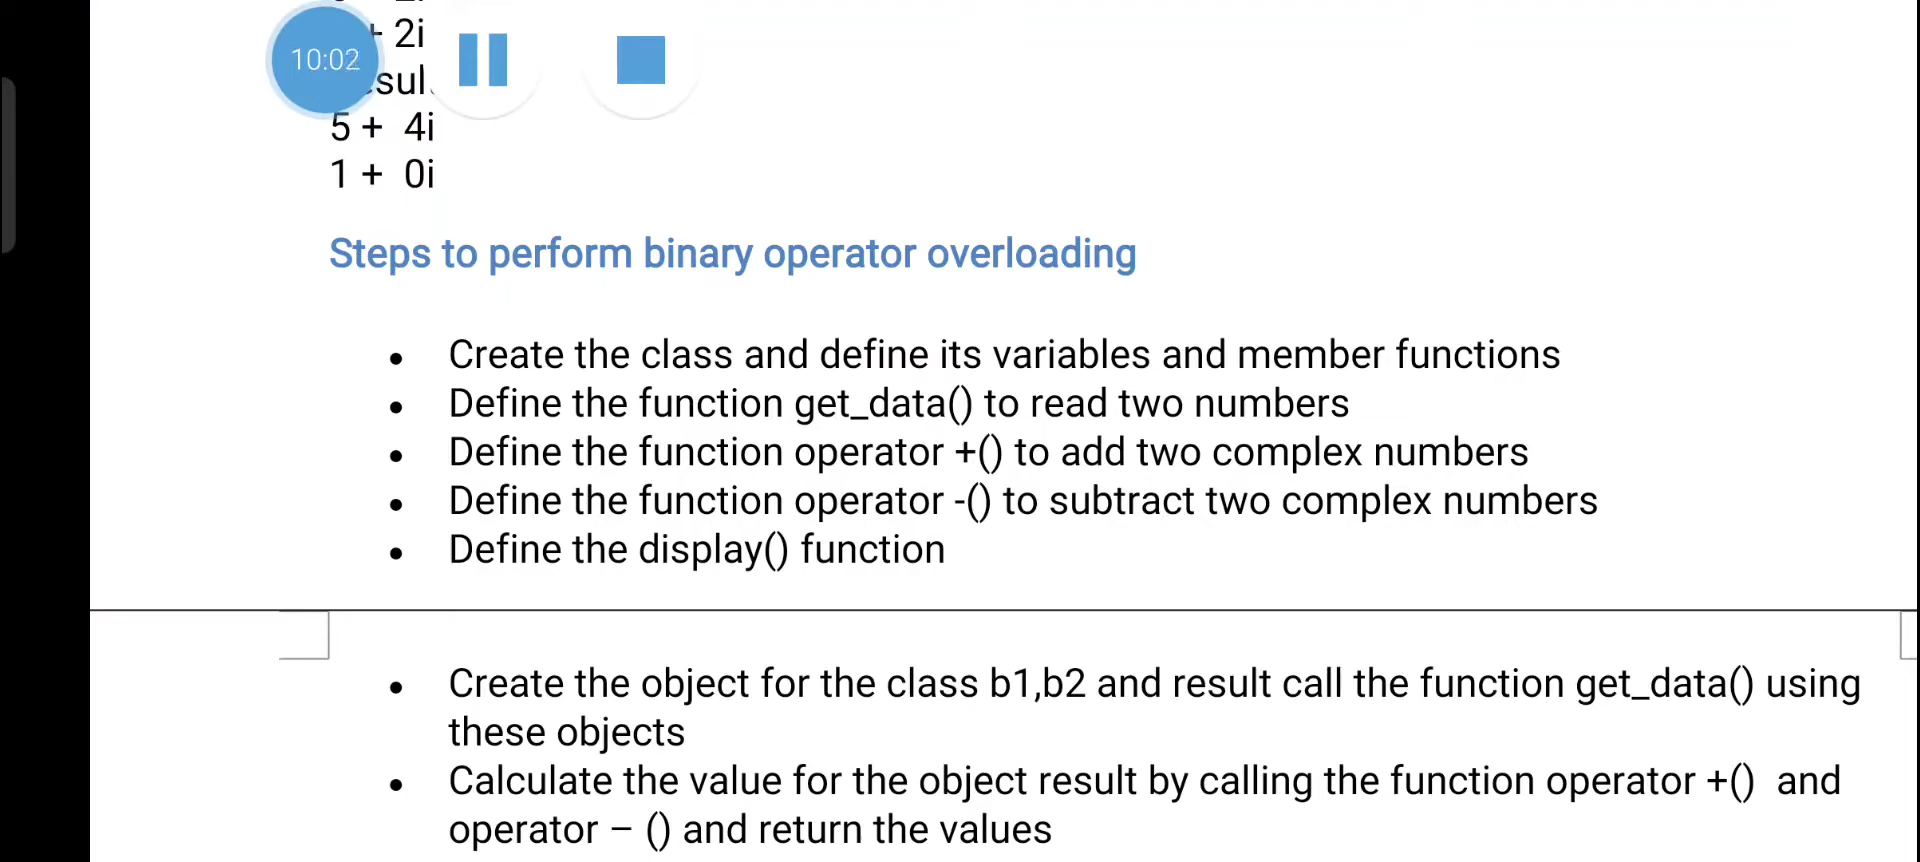 + 2i
10:02
5 + 4i
1 + 0i
Steps to perform binary operator overloading
• Create the class and define its variables and member functions
• Define the function get_data() to read two numbers
• Define the function operator +() to add two complex numbers
• Define the function operator -() to subtract two complex numbers
• Define the display() function
• Create the object for the class b1,b2 and result call the function get_data() using
these objects
• Calculate the value for the object result by calling the function operator +() and
operator – () and return the values